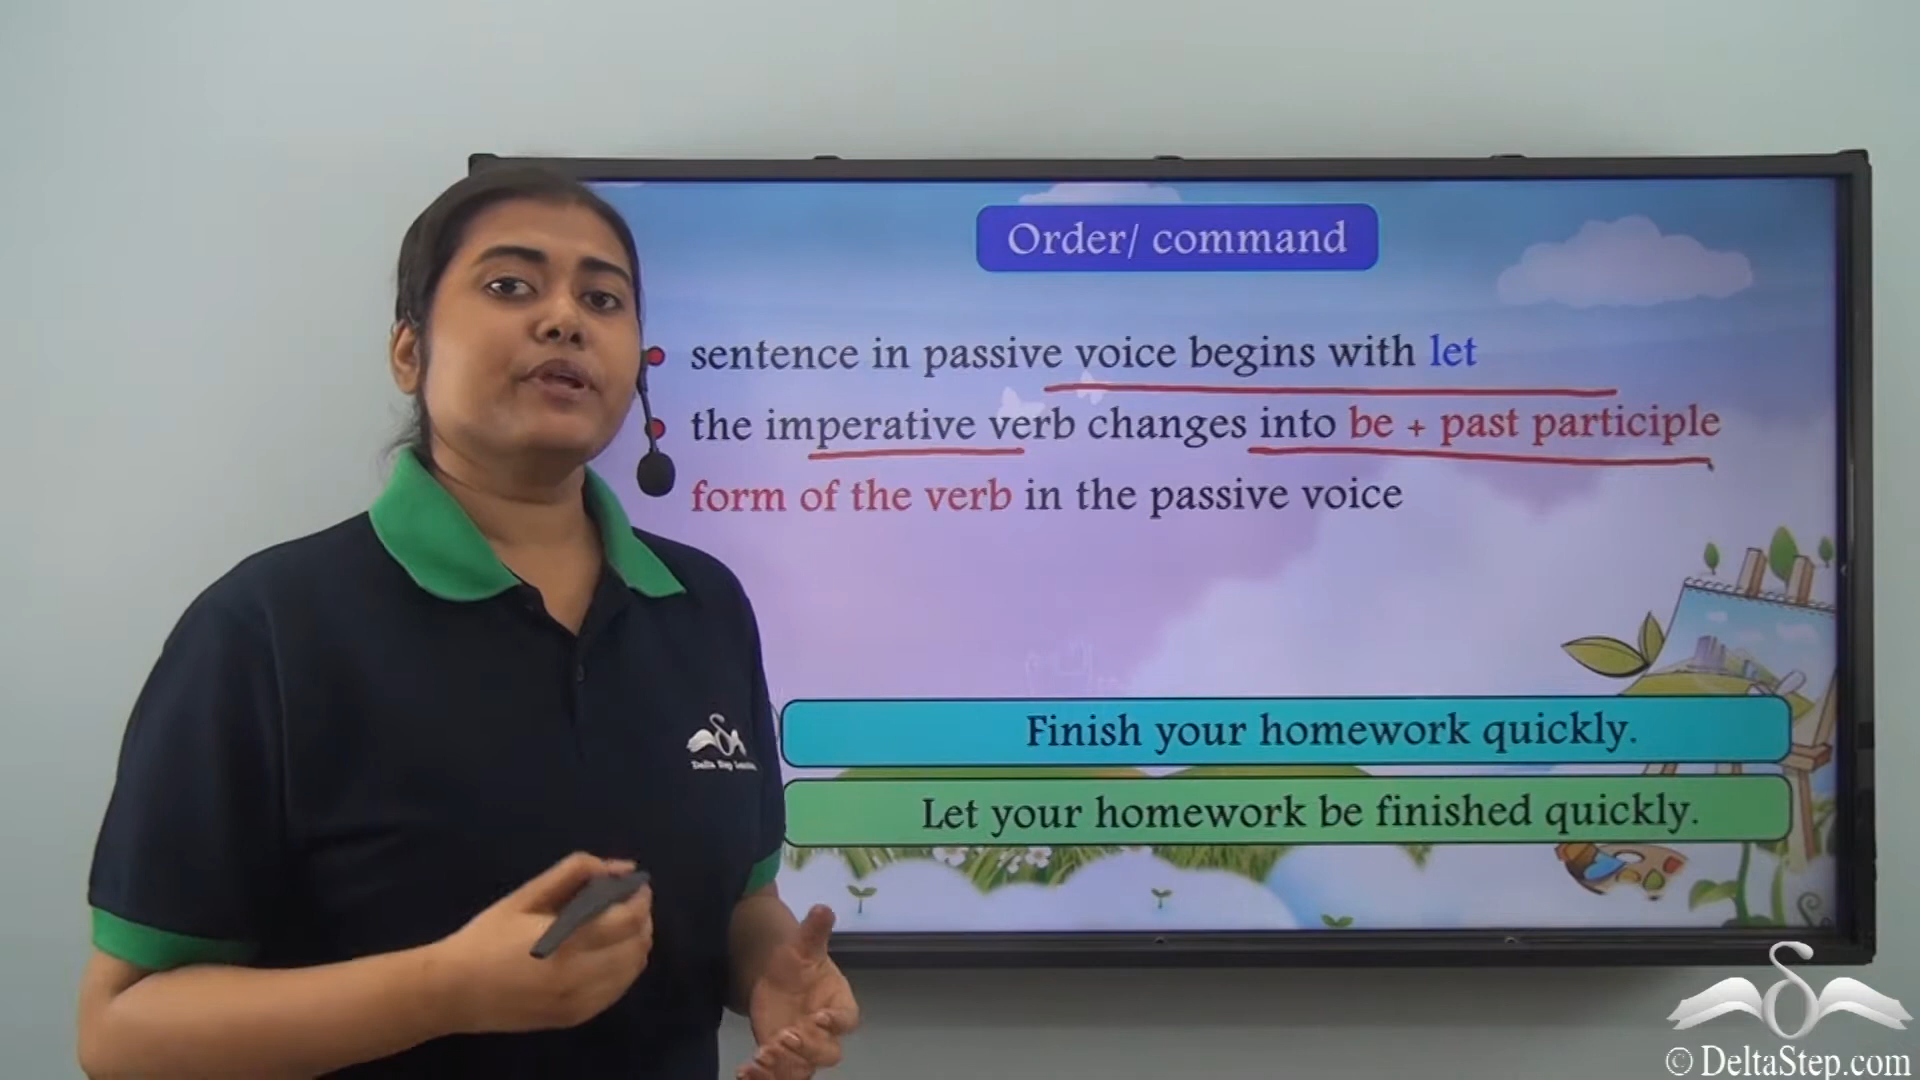 Order/ command
sentence in passive voice begins with let
the imperative verb changes into be + past participle
form of the verb in the passive voice
Finish your homework quickly.
Let your homework be finished quickly.
© DeltaStep.com